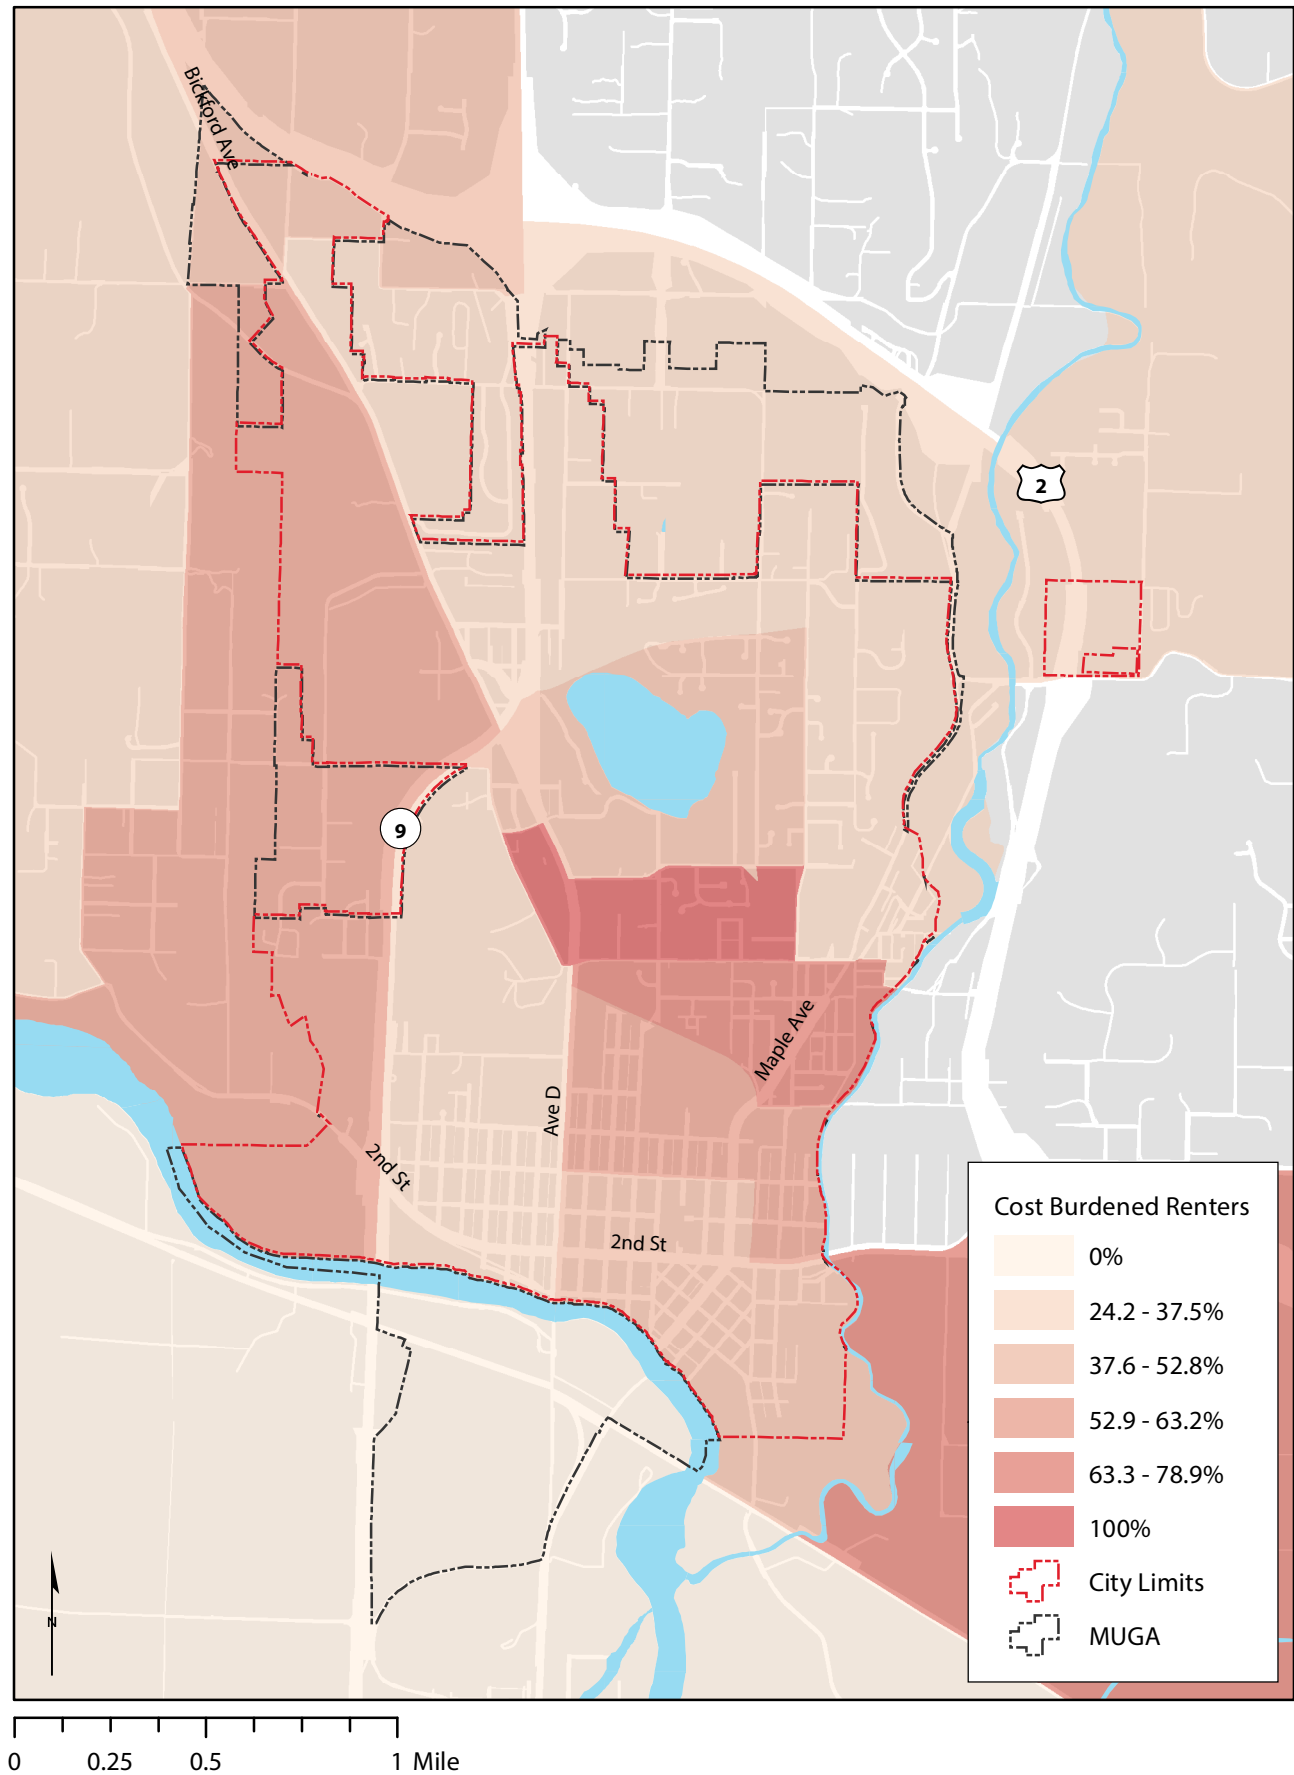 Bickford Ave
2
9
Maple Ave
Ave D
2nd St
2nd St
Cost Burdened Renters
0%
24.2 - 37.5%
37.6 - 52.8%
52.9 - 63.2%
63.3 - 78.9%
100%
City Limits
MUGA
N
0 0.25 0.5 1 Mile